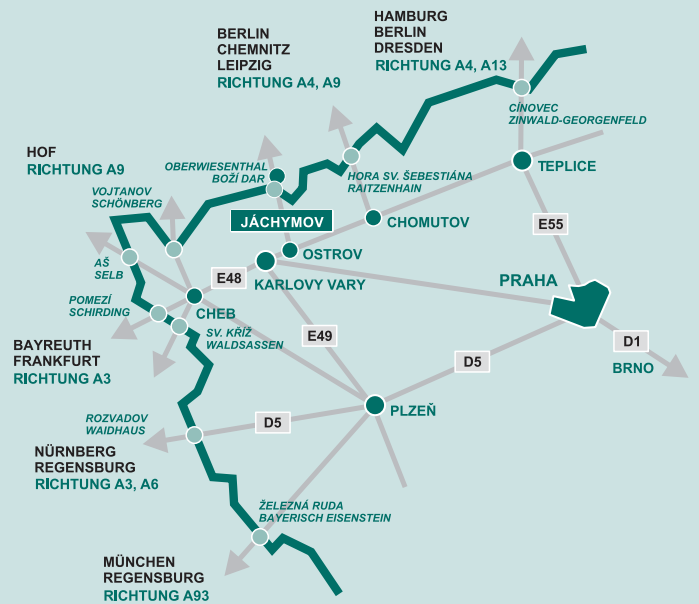 HAMBURG
BERLIN
DRESDEN
RICHTUNG A4, A13
BERLIN
CHEMNITZ
LEIPZIG
RICHTUNG A4, A9
CÍNOVEC
ZINWALD-GEORGENFELD
HOF
RICHTUNG A9
OBERWIESENTHAL
BOŽÍ DAR
HORA SV. ŠEBESTIÁNA
RAITZENHAIN
TEPLICE
VOJTANOV
SCHÖNBERG
JÁCHYMOV
CHOMUTOV
E55
AŠ
SELB
OSTROV
E48
KARLOVY VARY
PRAHA
POMEZÍ
SCHIRDING
CHEB
SV. KŘÍŽ
WALDSASSEN
E49
D1
BRNO
BAYREUTH
FRANKFURT
RICHTUNG A3
D5
ROZVADOV
WAIDHAUS
D5
PLZEŇ
NÜRNBERG
REGENSBURG
RICHTUNG A3, A6
ŽELEZNÁ RUDA
BAYERISCH EISENSTEIN
MÜNCHEN
REGENSBURG
RICHTUNG A93